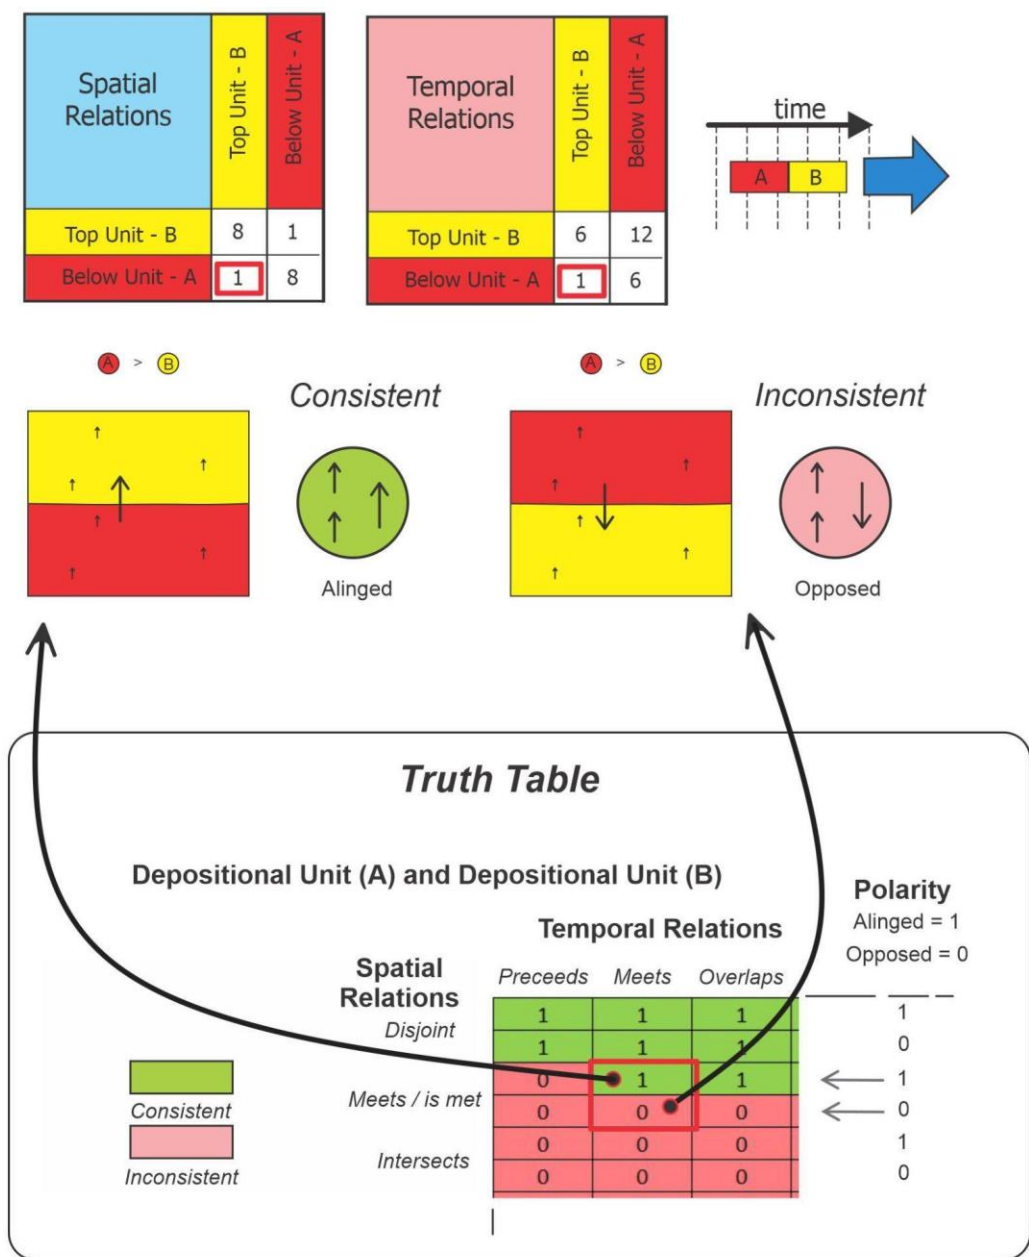 Spatial
Relations
Top Unit - B
Below Unit - A
Top Unit - B 8 1
Below Unit - A 1 8
Temporal
Relations
Top Unit - B
Below Unit - A
Top Unit - B 6 12
Below Unit - A 1 6
time
A B
A > B
Consistent
Alinged
A > B
Inconsistent
Opposed
Truth Table
Depositional Unit (A) and Depositional Unit (B)
Polarity
Alinged = 1
Opposed = 0
Temporal Relations
Spatial
Relations
Preceeds Meets Overlaps
Disjoint
1 1 1 1
1 1 1 0
Meets / is met
0 1 1 1
0 0 0 0
Intersects
0 0 0 1
0 0 0 0
Consistent
Inconsistent